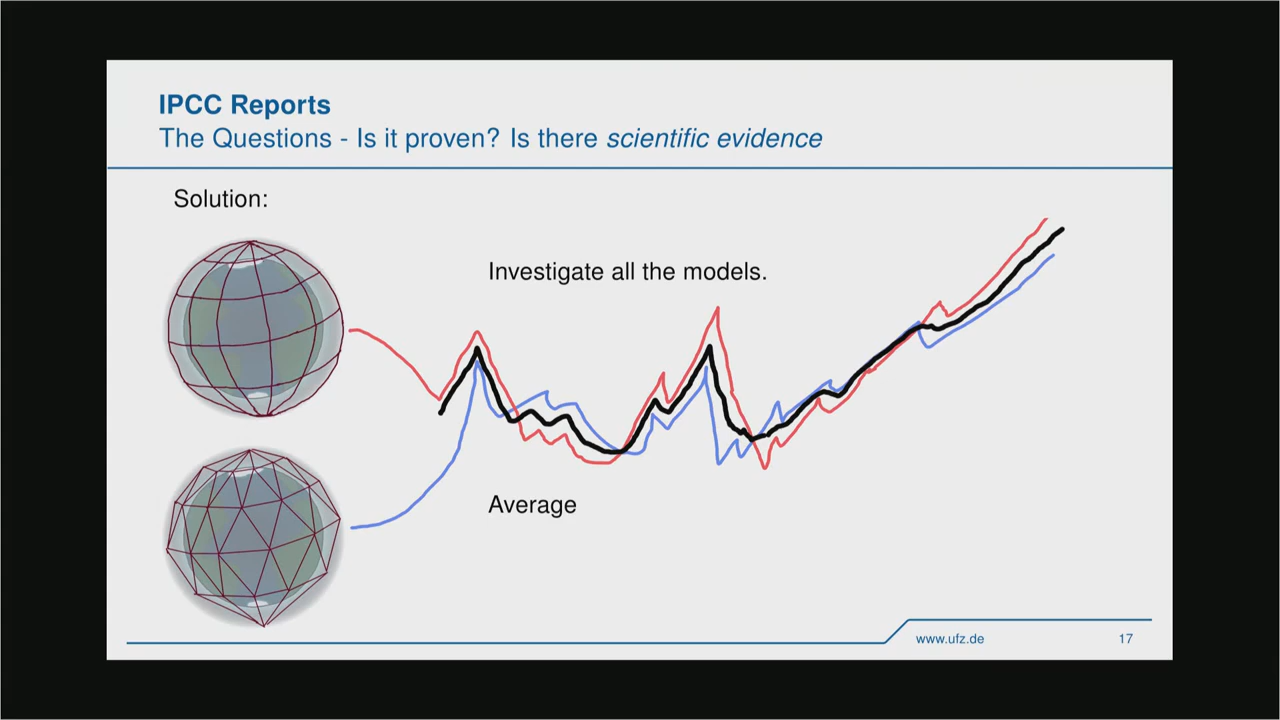 IPCC Reports
The Questions - Is it proven? Is there scientific evidence
Solution:
Investigate all the models.
Average
www.ufz.de
17